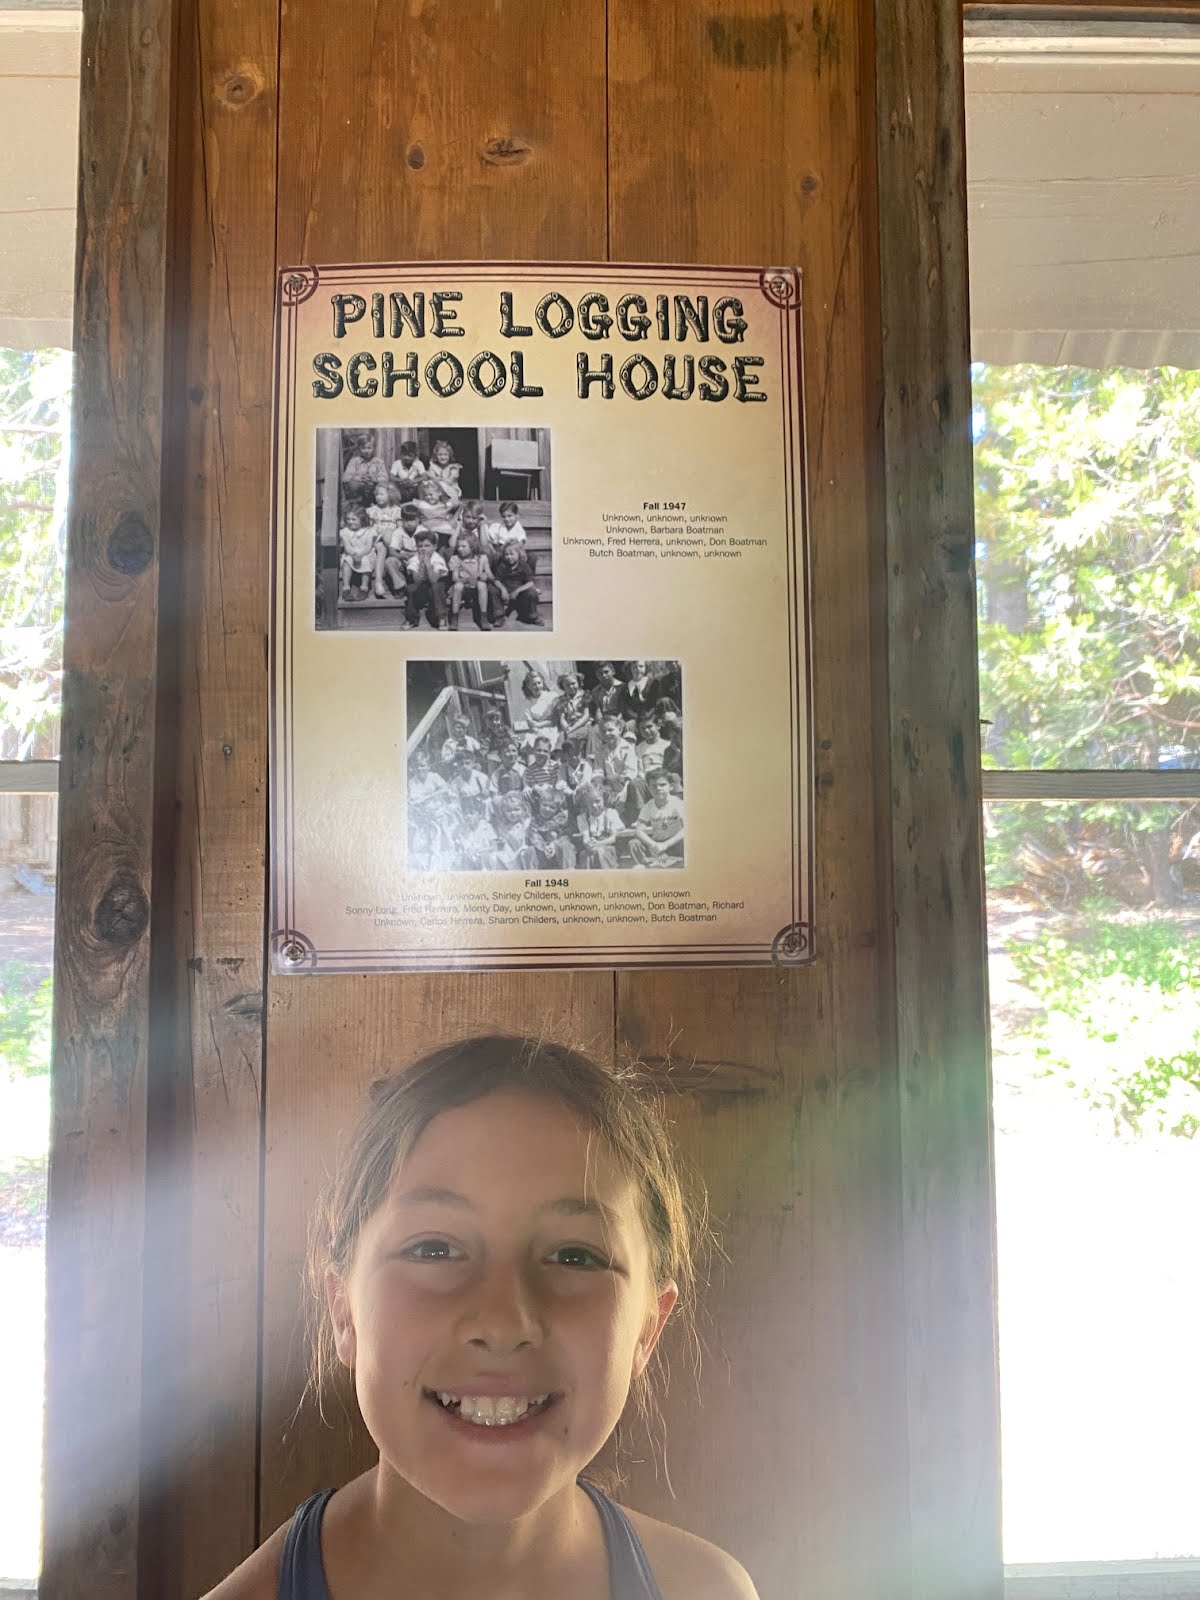 PINE LOGGING
SCHOOL HOUSE
Fall 1947
Unknown, unknown, unknown
Unknown, Barbara Boatman
Unknown, Fred Herrera, unknown, Don Boatman
Butch Boatman, unknown, unknown
Fall 1948
Unknown, unknown, Shirley Childers, unknown, unknown, unknown
Sonny Long, Fred Herrera, Monty Day, unknown, unknown, unknown, Don Boatman, Richard
Unknown, Carlos Herrera, Sharon Childers, unknown, unknown, Butch Boatman